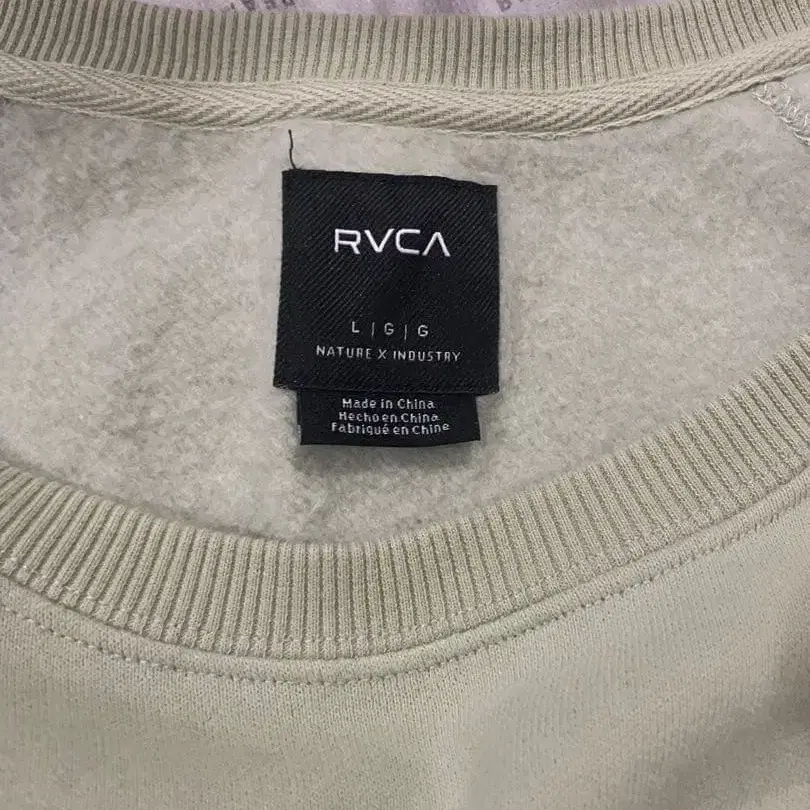 RVCA
L | G | G
NATURE X INDUSTRY
Made in China
Hecho en China
Fabriqué en Chine